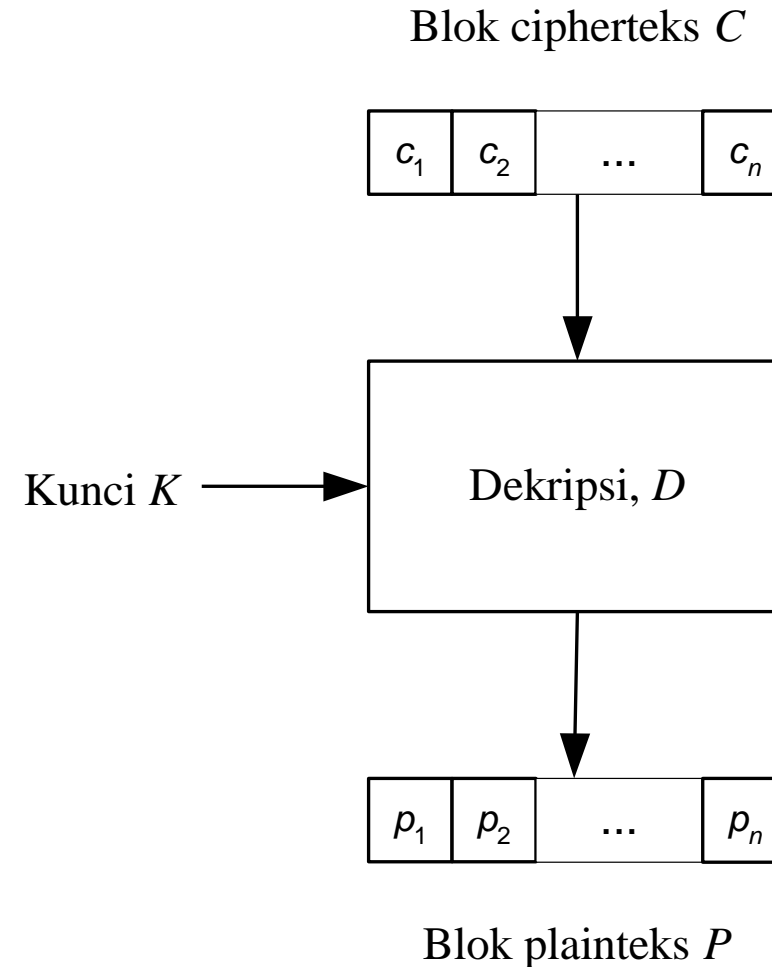 Blok cipherteks C
c₁ c₂ ... cₙ
Kunci K
Dekripsi, D
p₁ p₂ ... pₙ
Blok plainteks P